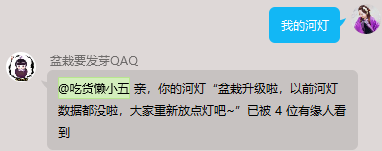 我的河灯
盆栽要发芽QAQ
@吃货懒小五 亲，你的河灯“盆栽升级啦，以前河灯
数据都没啦，大家重新放点灯吧~”已被 4 位有缘人看
到